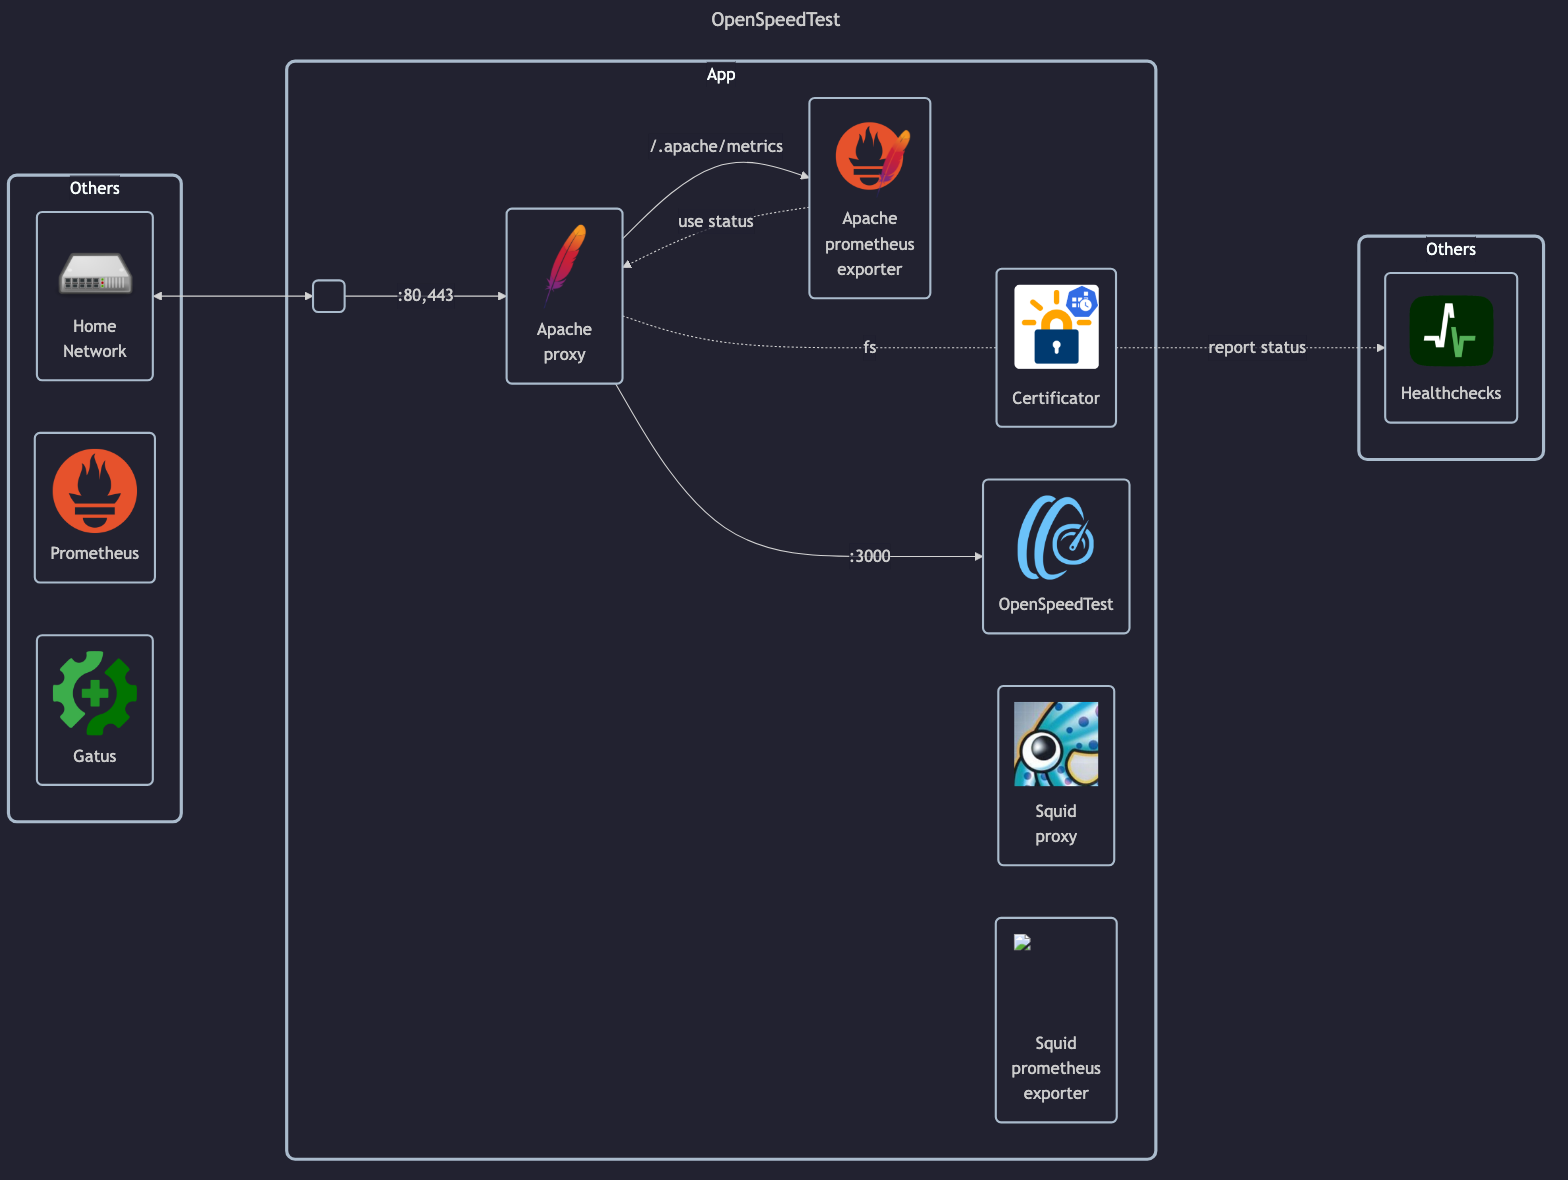 OpenSpeedTest
App
/.apache/metrics
use status
Apache
prometheus
exporter
Others
Home
Network
:80,443
Apache
proxy
fs
Certificator
report status
Others
Healthchecks
Prometheus
:3000
OpenSpeedTest
Gatus
Squid
proxy
Squid
prometheus
exporter